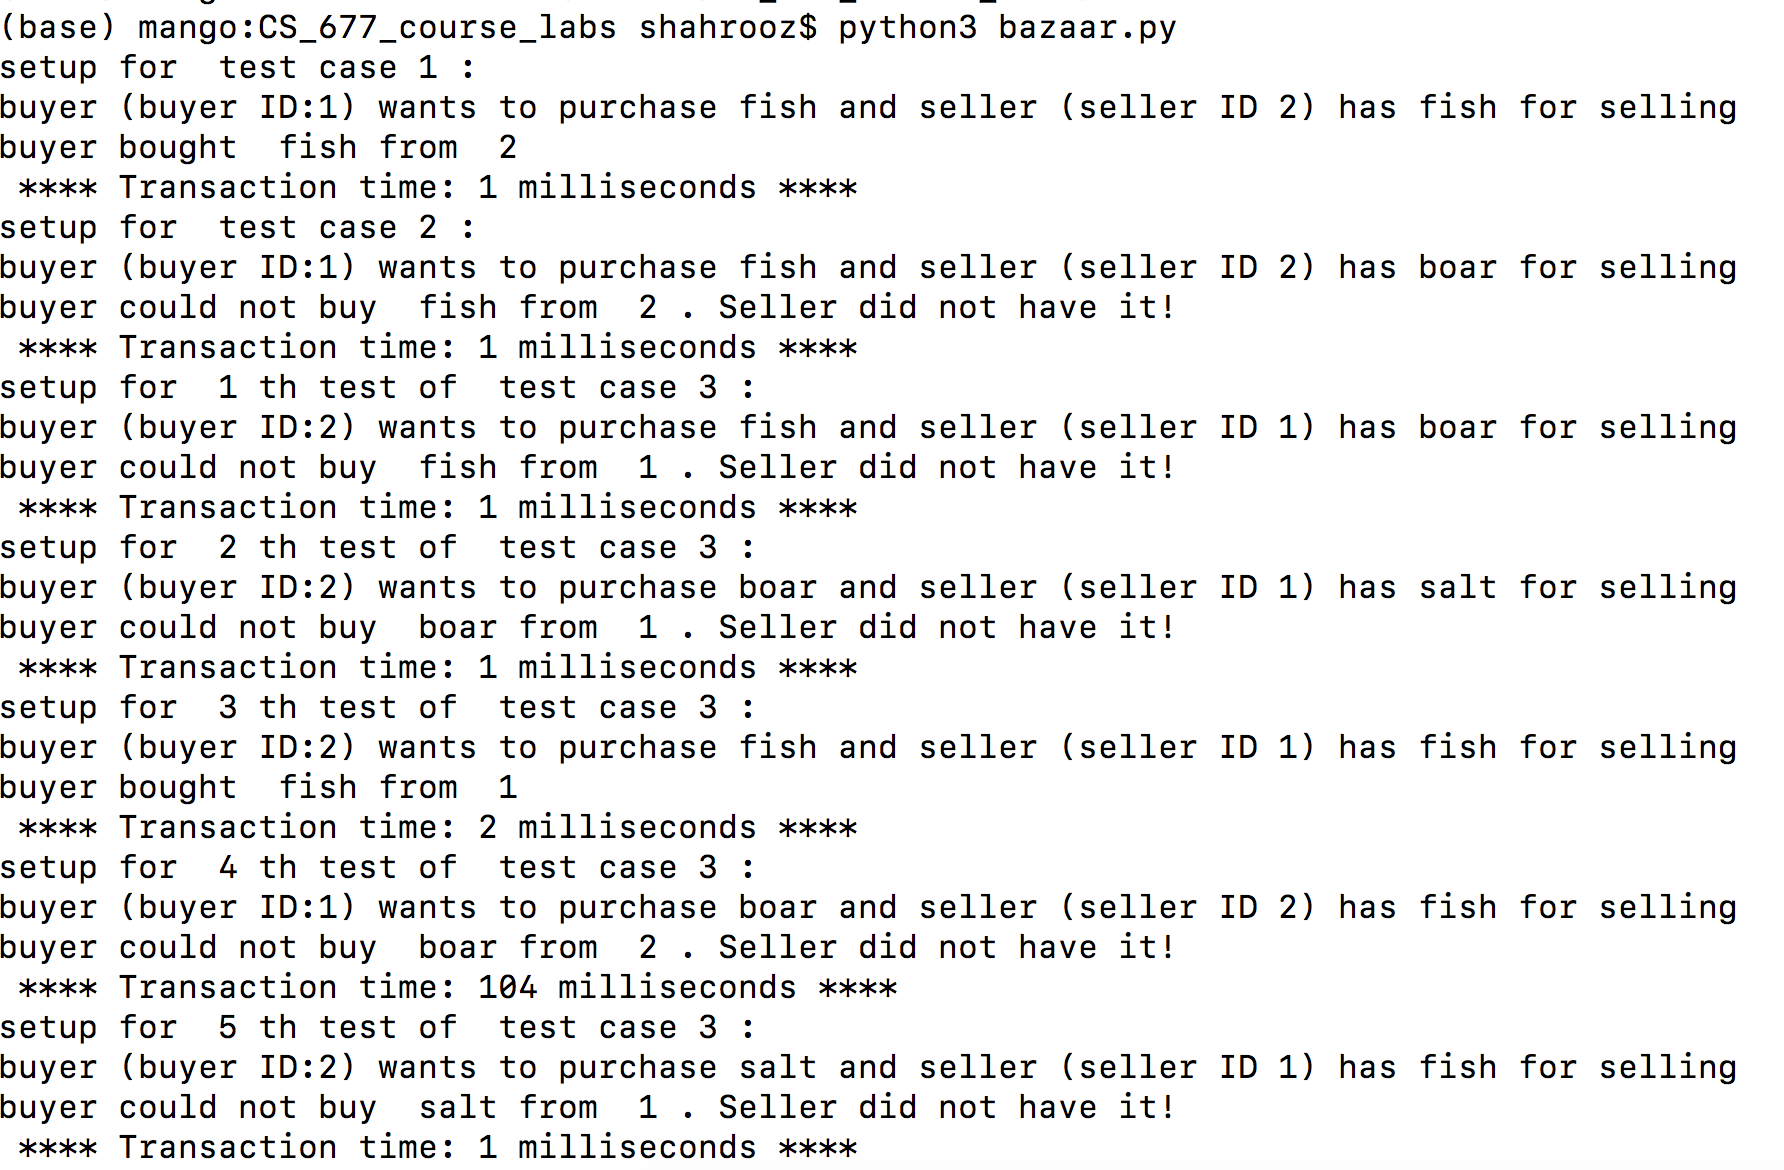 (base) mango:CS_677_course_labs shahrooz$ python3 bazaar.py
setup for  test case 1 :
buyer (buyer ID:1) wants to purchase fish and seller (seller ID 2) has fish for selling
buyer bought  fish from  2
 **** Transaction time: 1 milliseconds ****
setup for  test case 2 :
buyer (buyer ID:1) wants to purchase fish and seller (seller ID 2) has boar for selling
buyer could not buy  fish from  2 . Seller did not have it!
 **** Transaction time: 1 milliseconds ****
setup for  1 th test of  test case 3 :
buyer (buyer ID:2) wants to purchase fish and seller (seller ID 1) has boar for selling
buyer could not buy  fish from  1 . Seller did not have it!
 **** Transaction time: 1 milliseconds ****
setup for  2 th test of  test case 3 :
buyer (buyer ID:2) wants to purchase boar and seller (seller ID 1) has salt for selling
buyer could not buy  boar from  1 . Seller did not have it!
 **** Transaction time: 1 milliseconds ****
setup for  3 th test of  test case 3 :
buyer (buyer ID:2) wants to purchase fish and seller (seller ID 1) has fish for selling
buyer bought  fish from  1
 **** Transaction time: 2 milliseconds ****
setup for  4 th test of  test case 3 :
buyer (buyer ID:1) wants to purchase boar and seller (seller ID 2) has fish for selling
buyer could not buy  boar from  2 . Seller did not have it!
 **** Transaction time: 104 milliseconds ****
setup for  5 th test of  test case 3 :
buyer (buyer ID:2) wants to purchase salt and seller (seller ID 1) has fish for selling
buyer could not buy  salt from  1 . Seller did not have it!
 **** Transaction time: 1 milliseconds ****